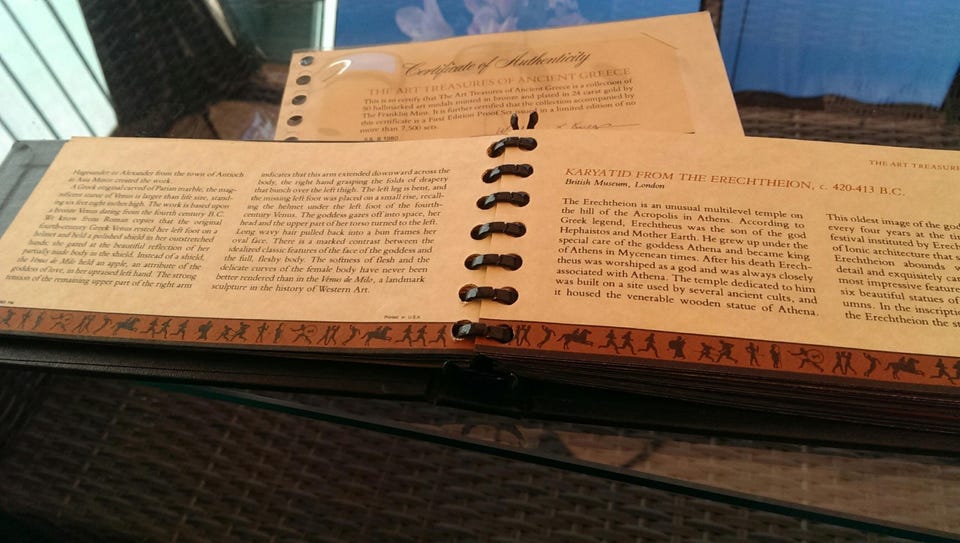 Certificate of Authenticity
THE ART TREASURES OF ANCIENT GREECE
This is to certify that The Art Treasures of Ancient Greece is a collection of
50 hallmarked art medals minted in bronze and plated in 24 carat gold by
The Franklin Mint. It is further certified that the collection accompanied by
this certificate is a First Edition Proof Set issued in a limited edition of no
more than 7,500 sets.
Hagesander or Alexander from the town of Antioch
in Asia Minor created the work.
A Greek original carved of Parian marble, the mag-
nificent statue of Venus is larger than life size, stand-
ing six feet eight inches high. The work is based upon
a bronze Venus dating from the fourth century B.C.
We know from Roman copies that the original
fourth-century Greek Venus rested her left foot on a
helmet and held a polished shield in her outstretched
hands; she gazed at the beautiful reflection of her
partly nude body in the shield. Instead of a shield,
the Venus de Milo held an apple, an attribute of the
goddess of love, in her upraised left hand. The strong
torsion of the remaining upper part of the right arm
indicates that this arm extended downward across the
body, the right hand grasping the folds of drapery
that bunch over the left thigh. The left leg is bent, and
the missing left foot was placed on a small rise, recall-
ing the helmet under the left foot of the fourth-
century Venus. The goddess gazes off into space, her
head and the upper part of her torso turned to the left.
Long wavy hair pulled back into a bun frames her
oval face. There is a marked contrast between the
idealized classic features of the face of the goddess and
the full, fleshy body. The softness of flesh and the
delicate curves of the female body have never been
better rendered than in the Venus de Milo, a landmark
sculpture in the history of Western Art.
Printed in U.S.A.
THE ART TREASURE
KARYATID FROM THE ERECHTHEION, c. 420-413 B.C.
British Museum, London
The Erechtheion is an unusual multilevel temple on
the hill of the Acropolis in Athens. According to
Greek legend, Erechtheus was the son of the god
Hephaistos and Mother Earth. He grew up under the
special care of the goddess Athena and became king
of Athens in Mycenean times. After his death Erech-
theus was worshiped as a god and was always closely
associated with Athena. The temple dedicated to him
was built on a site used by several ancient cults, and
it housed the venerable wooden statue of Athena.
This oldest image of the god
every four years at the
festival instituted by Erec
of Ionic architecture that s
Erechtheion abounds w
detail and exquisitely car
most impressive features
six beautiful statues of
umns. In the inscripti
the Erechtheion the s